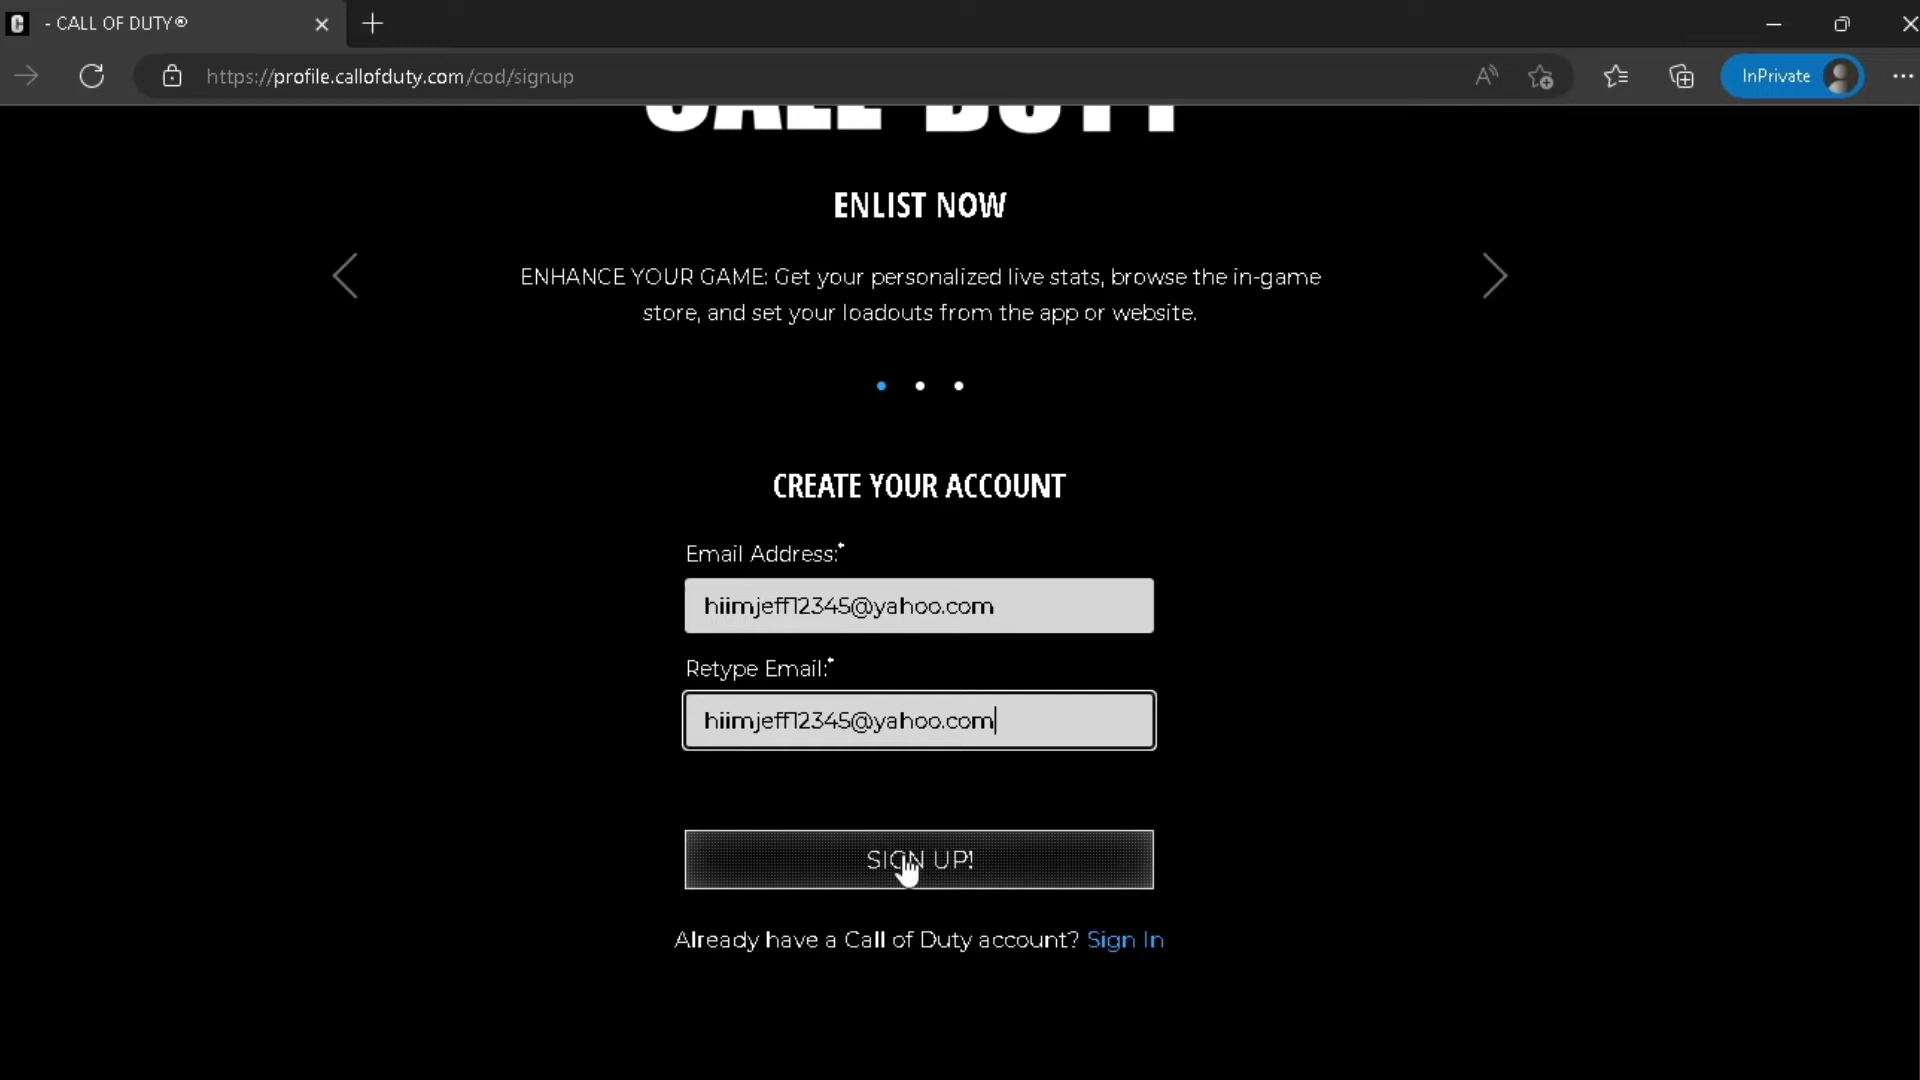 - CALL OF DUTY®
https://profile.callofduty.com/cod/signup
InPrivate
CALL DUTY
ENLIST NOW
ENHANCE YOUR GAME: Get your personalized live stats, browse the in-game
store, and set your loadouts from the app or website.
CREATE YOUR ACCOUNT
Email Address:*
hiimjeff12345@yahoo.com
Retype Email:*
hiimjeff12345@yahoo.com
SIGN UP!
Already have a Call of Duty account? Sign In